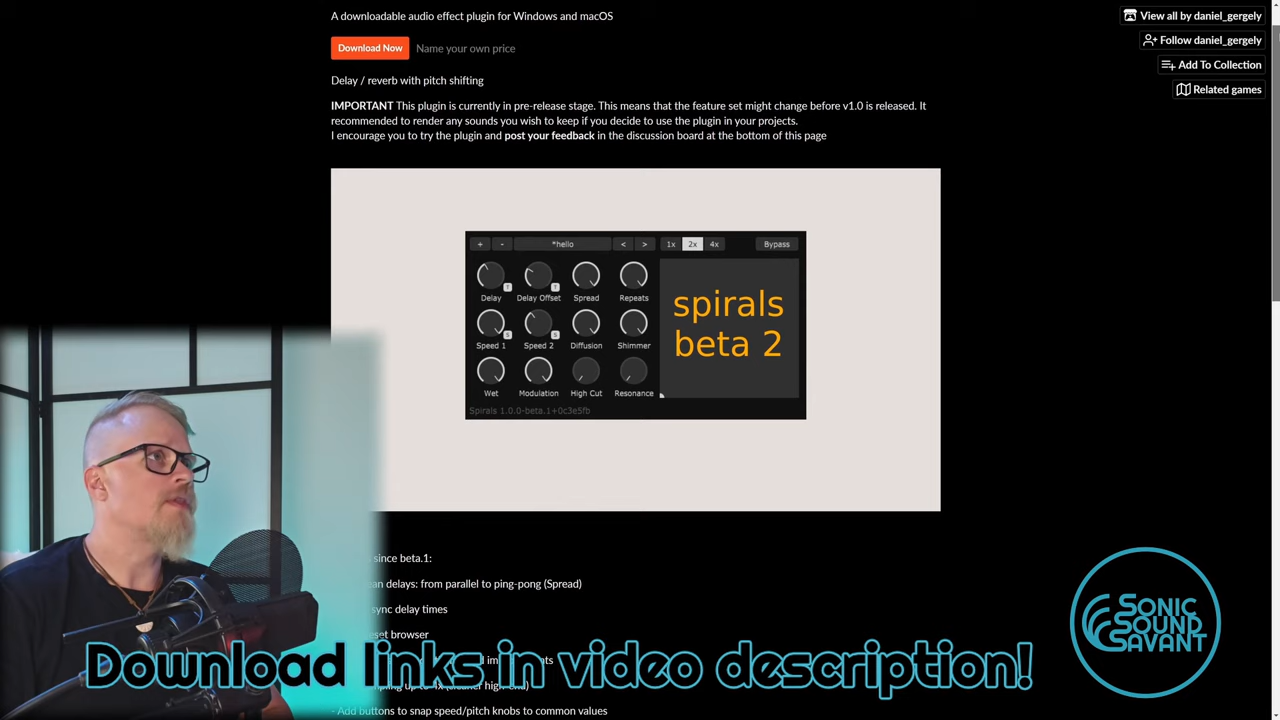 A downloadable audio effect plugin for Windows and macOS
View all by daniel_gergely
Download Now Name your own price
Follow daniel_gergely
Add To Collection
Delay / reverb with pitch shifting
Related games
IMPORTANT This plugin is currently in pre-release stage. This means that the feature set might change before v1.0 is released. It
recommended to render any sounds you wish to keep if you decide to use the plugin in your projects.
I encourage you to try the plugin and post your feedback in the discussion board at the bottom of this page
+ - *hello < > 1x 2x 4x Bypass
T T
Delay Delay Offset Spread Repeats
spirals
beta 2
S S
Speed 1 Speed 2 Diffusion Shimmer
Wet Modulation High Cut Resonance
Spirals 1.0.0-beta.1+0c3e5fb
since beta.1:
delays: from parallel to ping-pong (Spread)
sync delay times
browser
Download links in video description!
- Add buttons to snap speed/pitch knobs to common values
SONIC
SOUND
SAVANT